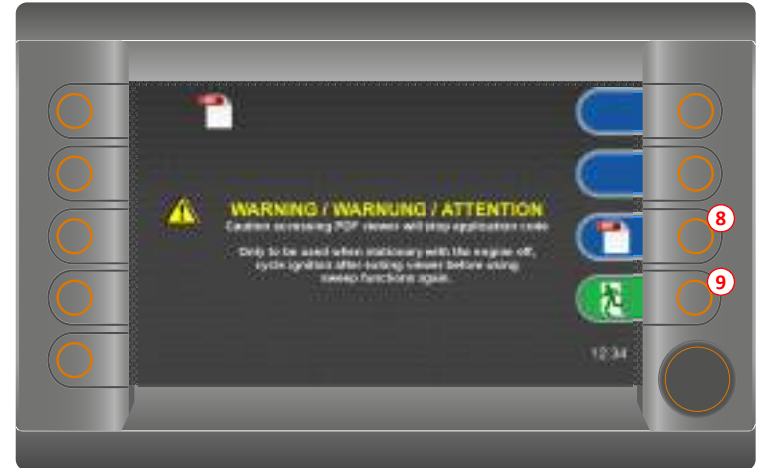 WARNING / WARNUNG / ATTENTION
Caution accessing PDF viewer will stop application code
Only to be used when stationary with the engine off,
cycle ignition after exiting viewer before using
sweep functions again.
8
9
12:34